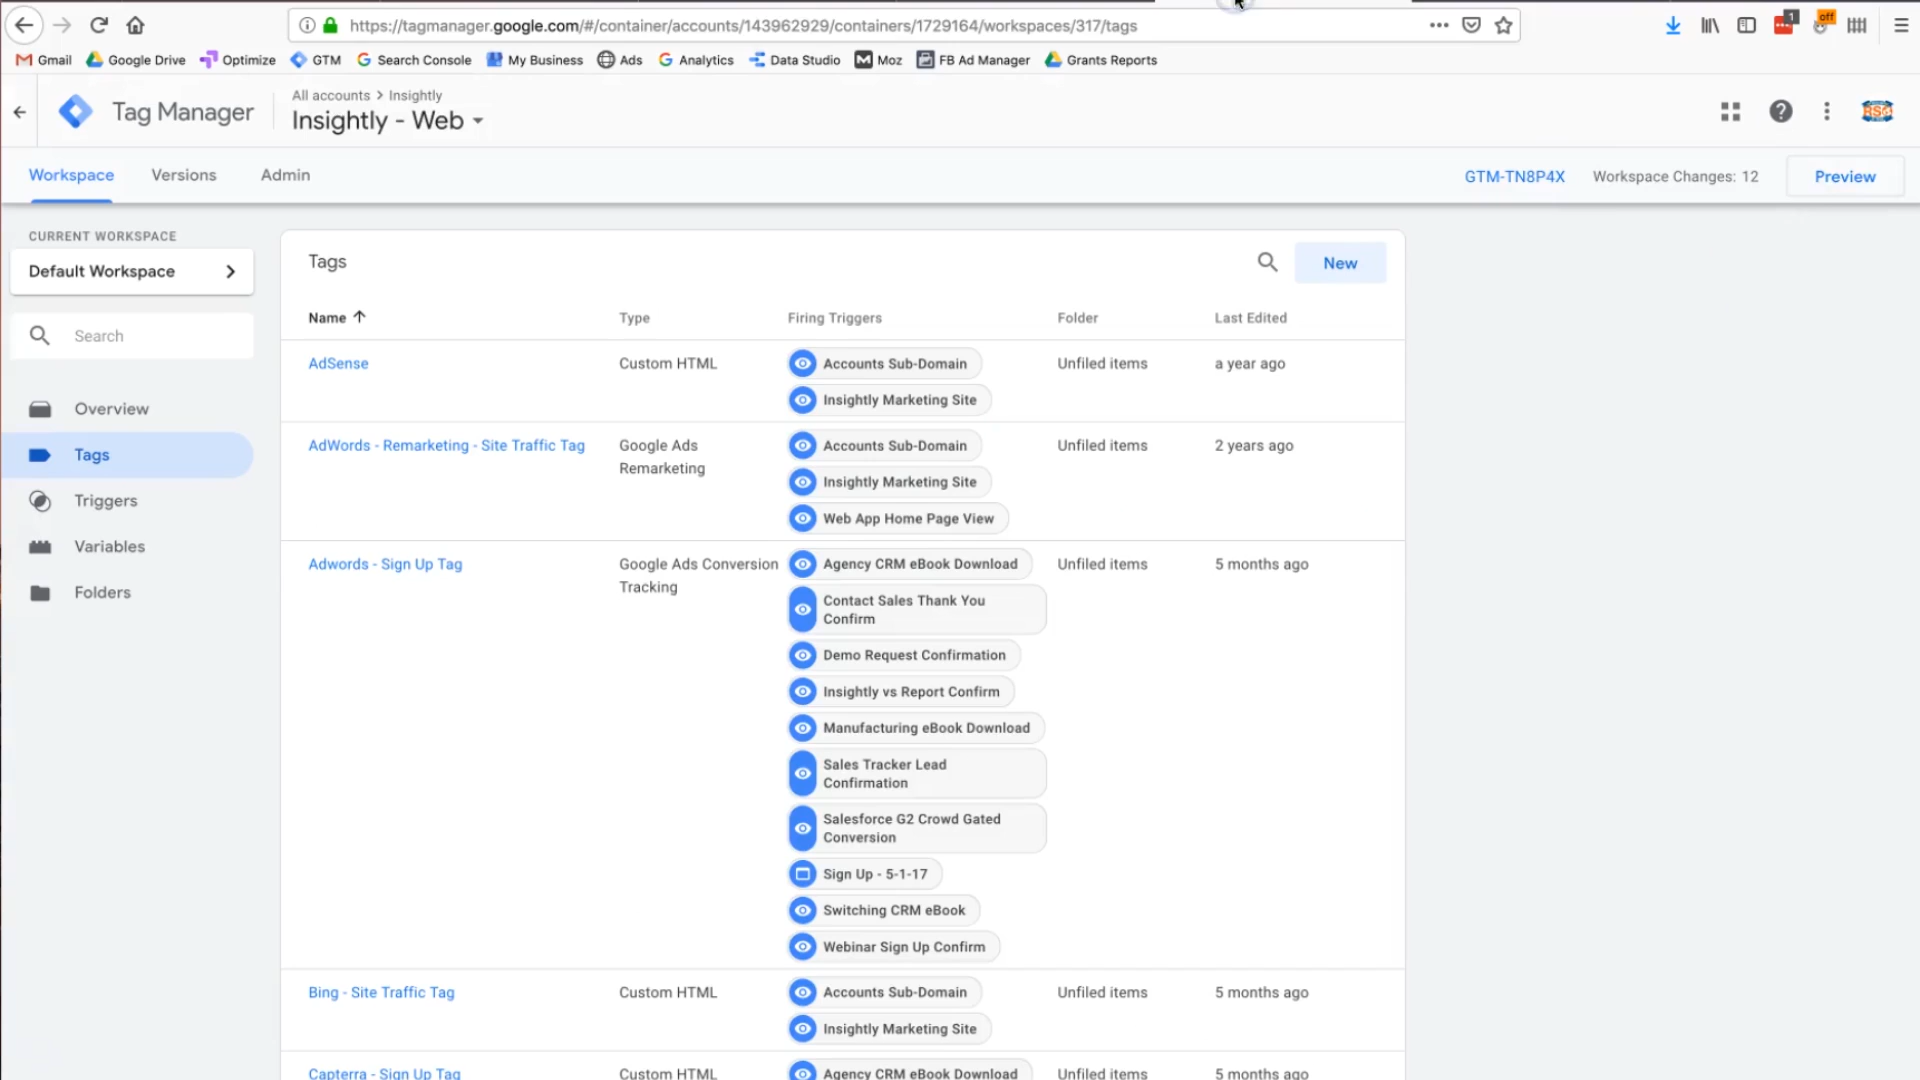 https://tagmanager.google.com/#/container/accounts/143962929/containers/1729164/workspaces/317/tags
1
off
Gmail Google Drive Optimize GTM Search Console My Business Ads Analytics Data Studio Moz FB Ad Manager Grants Reports
Tag Manager
All accounts > Insightly
Insightly - Web
RSG
Workspace Versions Admin
GTM-TN8P4X Workspace Changes: 12 Preview
CURRENT WORKSPACE
Default Workspace
Search
Overview
Tags
Triggers
Variables
Folders
Tags
New
Name Type Firing Triggers Folder Last Edited
AdSense Custom HTML Accounts Sub-Domain Unfiled items a year ago
Insightly Marketing Site
AdWords - Remarketing - Site Traffic Tag Google Ads Accounts Sub-Domain Unfiled items 2 years ago
Remarketing Insightly Marketing Site
Web App Home Page View
Adwords - Sign Up Tag Google Ads Conversion Agency CRM eBook Download Unfiled items 5 months ago
Tracking
Contact Sales Thank You
Confirm
Demo Request Confirmation
Insightly vs Report Confirm
Manufacturing eBook Download
Sales Tracker Lead
Confirmation
Salesforce G2 Crowd Gated
Conversion
Sign Up - 5-1-17
Switching CRM eBook
Webinar Sign Up Confirm
Bing - Site Traffic Tag Custom HTML Accounts Sub-Domain Unfiled items 5 months ago
Insightly Marketing Site
Capterra - Sign Up Tag Custom HTML Agency CRM eBook Download Unfiled items 5 months ago